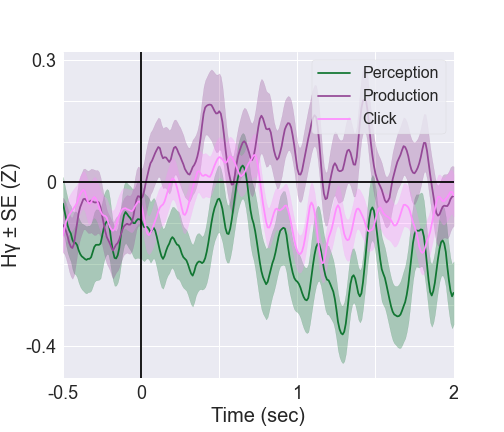 0.3
0
-0.4
Hγ ± SE (Z)
Perception
Production
Click
-0.5
0
1
2
Time (sec)